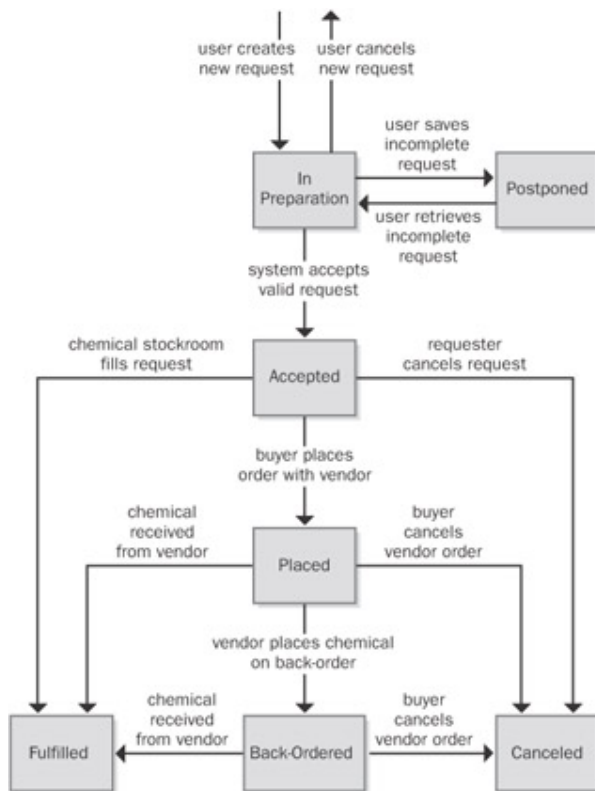 user creates
new request
user cancels
new request
user saves
incomplete
request
In
Preparation
Postponed
user retrieves
incomplete
request
system accepts
valid request
chemical stockroom
fills request
Accepted
requester
cancels request
buyer places
order with vendor
chemical
received
from vendor
Placed
buyer
cancels
vendor order
vendor places chemical
on back-order
chemical
received
from vendor
buyer
cancels
vendor order
Fulfilled
Back-Ordered
Canceled